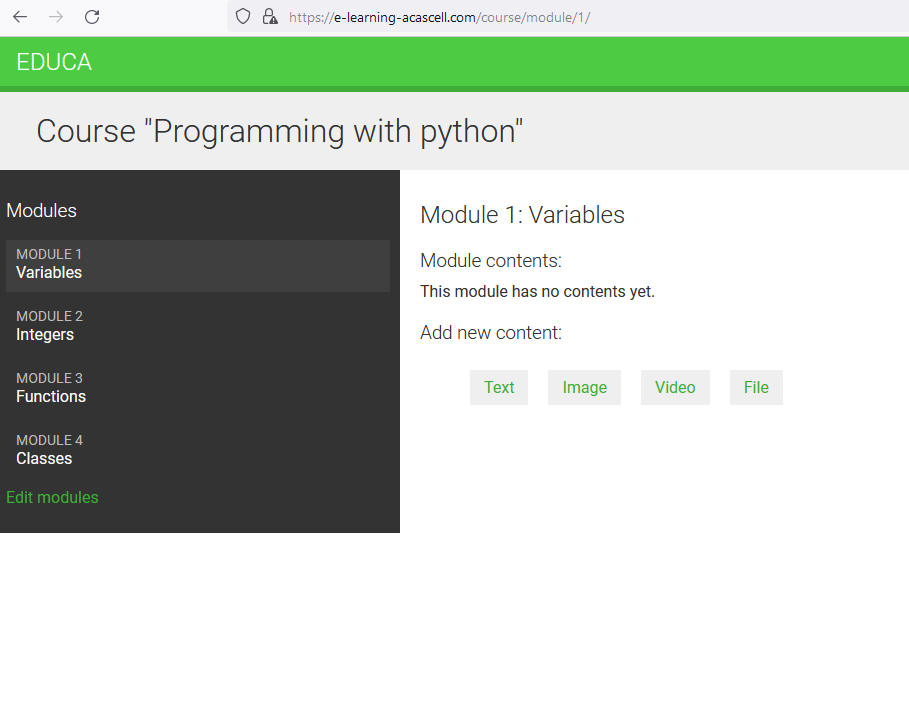 https://e-learning-acascell.com/course/module/1/
EDUCA
Course "Programming with python"
Modules
MODULE 1
Variables
MODULE 2
Integers
MODULE 3
Functions
MODULE 4
Classes
Edit modules
Module 1: Variables
Module contents:
This module has no contents yet.
Add new content:
Text Image Video File